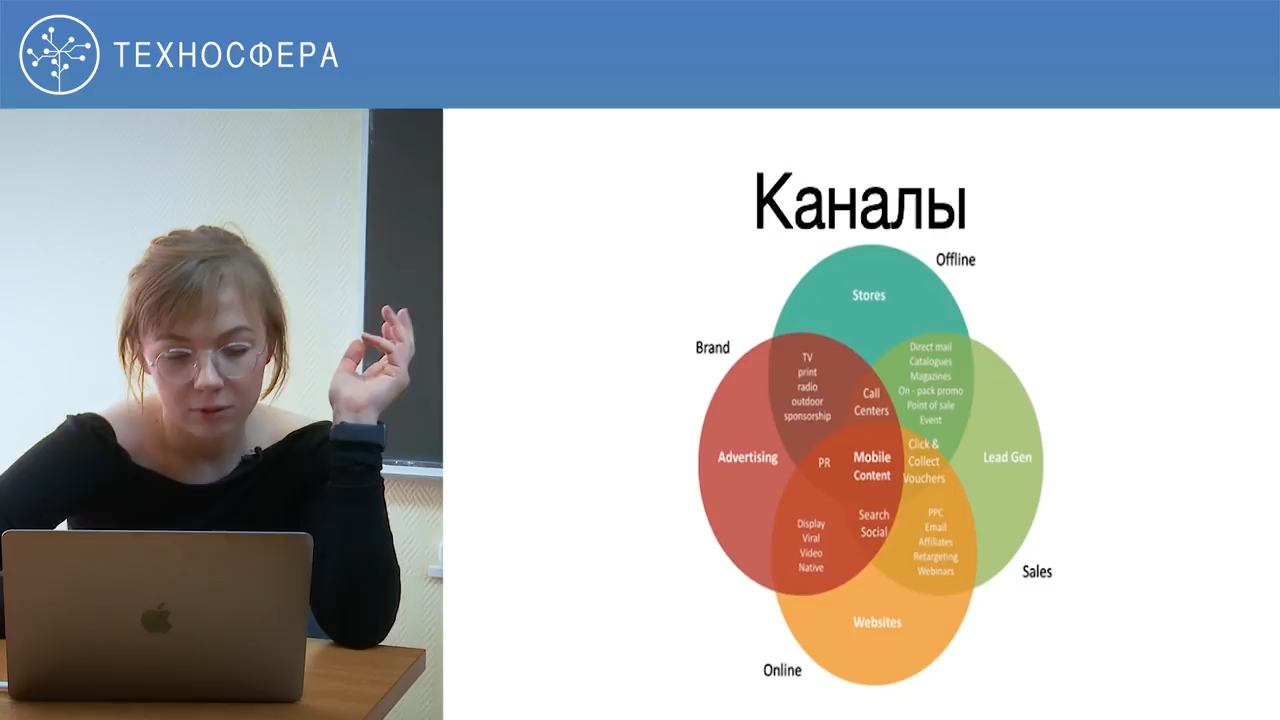 ТЕХНОСФЕРА
Каналы
Offline
Stores
Brand
TV
print
radio
outdoor
sponsorship
Direct mail
Catalogues
Magazines
On - pack promo
Point of sale
Event
Call
Centers
Advertising
PR
Mobile
Content
Click &
Collect
Vouchers
Lead Gen
Display
Viral
Video
Native
Search
Social
PPC
Email
Affiliates
Retargeting
Webinars
Sales
Websites
Online